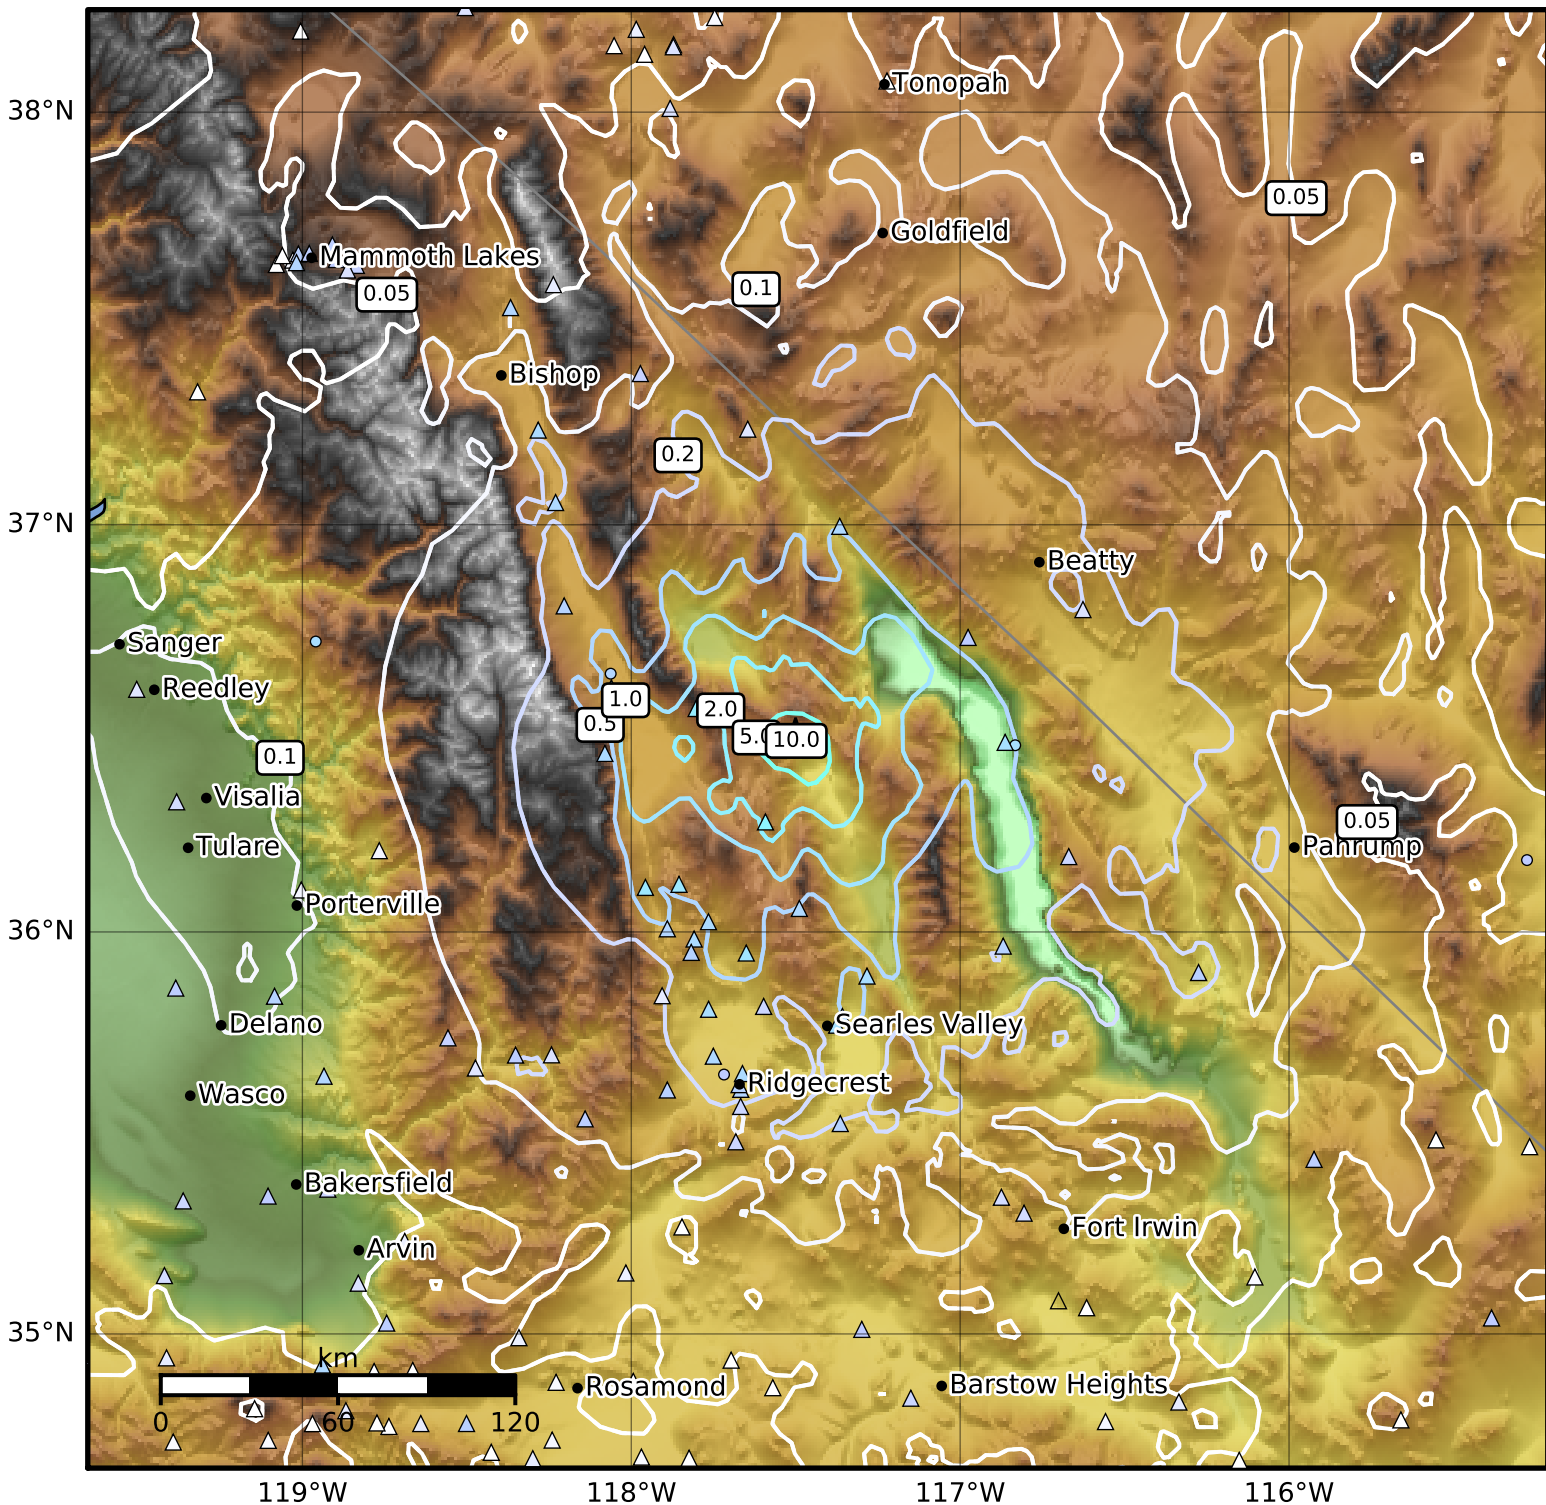 38°N
Tonopah
0.05
Goldfield
Mammoth Lakes
0.05
0.1
Bishop
0.2
37°N
Beatty
Sanger
Reedley
1.0
0.5
2.0
5.0
10.0
0.1
Visalia
0.05
Tulare
Pahrump
Porterville
36°N
Delano
Searles Valley
Ridgecrest
Wasco
Bakersfield
Fort Irwin
Arvin
35°N
km
Rosamond
Barstow Heights
0 60 120
119°W 118°W 117°W 116°W